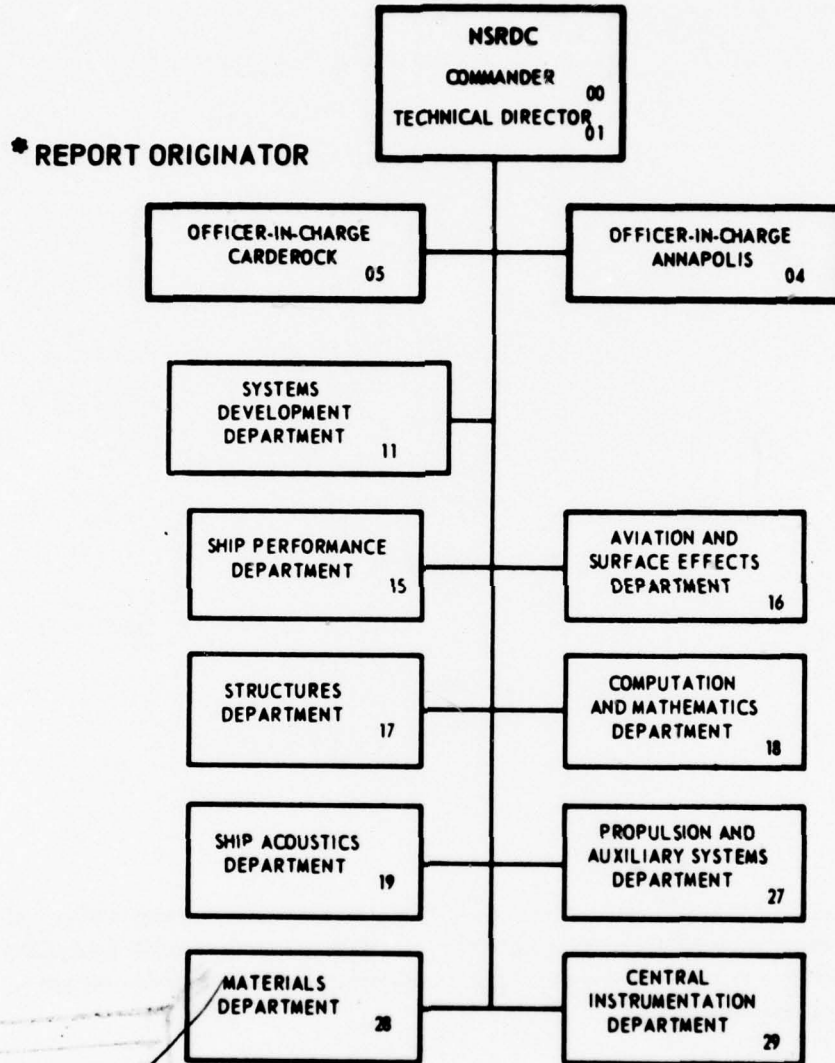 NSRDC
COMMANDER
00
TECHNICAL DIRECTOR
01
* REPORT ORIGINATOR
OFFICER-IN-CHARGE
CARDEROCK
05
OFFICER-IN-CHARGE
ANNAPOLIS
04
SYSTEMS
DEVELOPMENT
DEPARTMENT
11
SHIP PERFORMANCE
DEPARTMENT
15
AVIATION AND
SURFACE EFFECTS
DEPARTMENT
16
STRUCTURES
DEPARTMENT
17
COMPUTATION
AND MATHEMATICS
DEPARTMENT
18
SHIP ACOUSTICS
DEPARTMENT
19
PROPULSION AND
AUXILIARY SYSTEMS
DEPARTMENT
27
MATERIALS
DEPARTMENT
28
CENTRAL
INSTRUMENTATION
DEPARTMENT
29